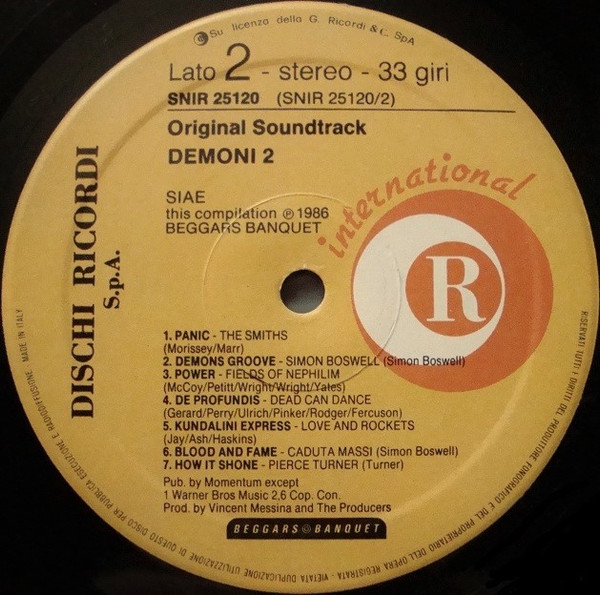 Su licenza della G. Ricordi & C. SpA
Lato 2 - stereo - 33 giri
SNIR 25120 (SNIR 25120/2)
Original Soundtrack
DEMONI 2
SIAE
this compilation ℗ 1986
BEGGARS BANQUET
DISCHI RICORDI
S.p.A.
international
R
1. PANIC - THE SMITHS
(Morissey/Marr)
2. DEMONS GROOVE - SIMON BOSWELL (Simon Boswell)
3. POWER - FIELDS OF NEPHILIM
(McCoy/Petitt/Wright/Wright/Yates)
4. DE PROFUNDIS - DEAD CAN DANCE
(Gerard/Perry/Ulrich/Pinker/Rodger/Fercuson)
5. KUNDALINI EXPRESS - LOVE AND ROCKETS
(Jay/Ash/Haskins)
6. BLOOD AND FAME - CADUTA MASSI (Simon Boswell)
7. HOW IT SHONE - PIERCE TURNER (Turner)
Pub. by Momentum except
1 Warner Bros Music 2,6 Cop. Con.
Prod. by Vincent Messina and The Producers
BEGGARS BANQUET
RISERVATI TUTTI I DIRITTI DEL PRODUTTORE FONOGRAFICO E DEL PROPRIETARIO DELL'OPERA REGISTRATA - VIETATA DUPLICAZIONE UTILIZZAZIONE DI QUESTO DISCO PER PUBBLICA ESECUZIONE E RADIODIFFUSIONE. MADE IN ITALY